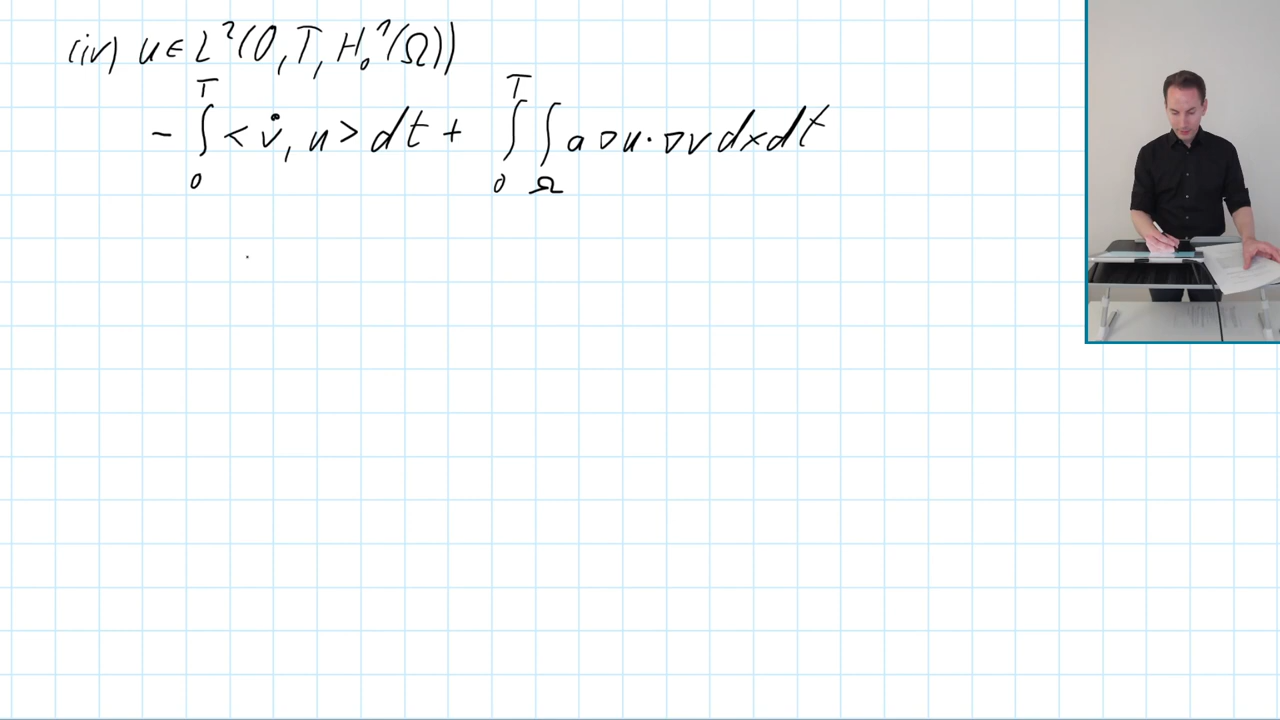 (iv) u ∈ L²(0,T, H₀¹(Ω))
- ∫₀ᵀ < v̇, u > dt + ∫₀ᵀ ∫_Ω a ∇u · ∇v dx dt